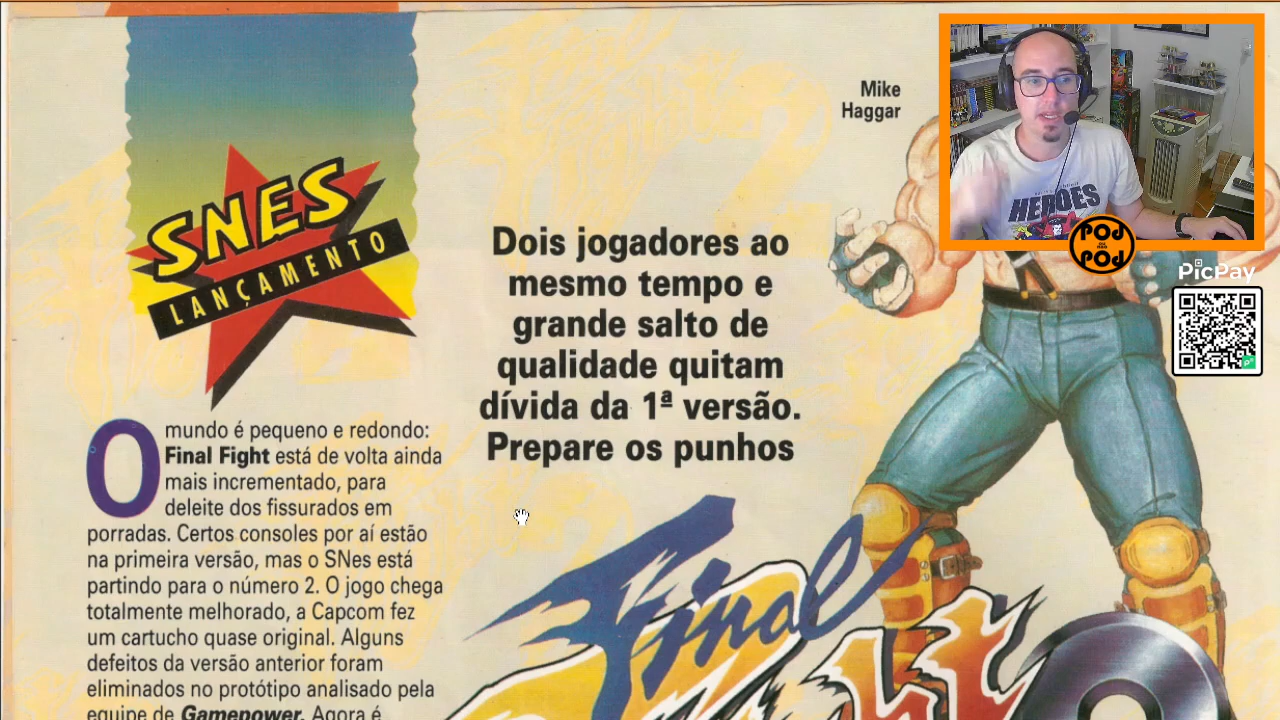 SNES
LANÇAMENTO
Mike
Haggar
Dois jogadores ao
mesmo tempo e
grande salto de
qualidade quitam
dívida da 1ª versão.
Prepare os punhos
O mundo é pequeno e redondo:
Final Fight está de volta ainda
mais incrementado, para
deleite dos fissurados em
porradas. Certos consoles por aí estão
na primeira versão, mas o SNes está
partindo para o número 2. O jogo chega
totalmente melhorado, a Capcom fez
um cartucho quase original. Alguns
defeitos da versão anterior foram
eliminados no protótipo analisado pela
equipe de Gamepower. Agora é
Final
HEROES
POD
POD
PicPay